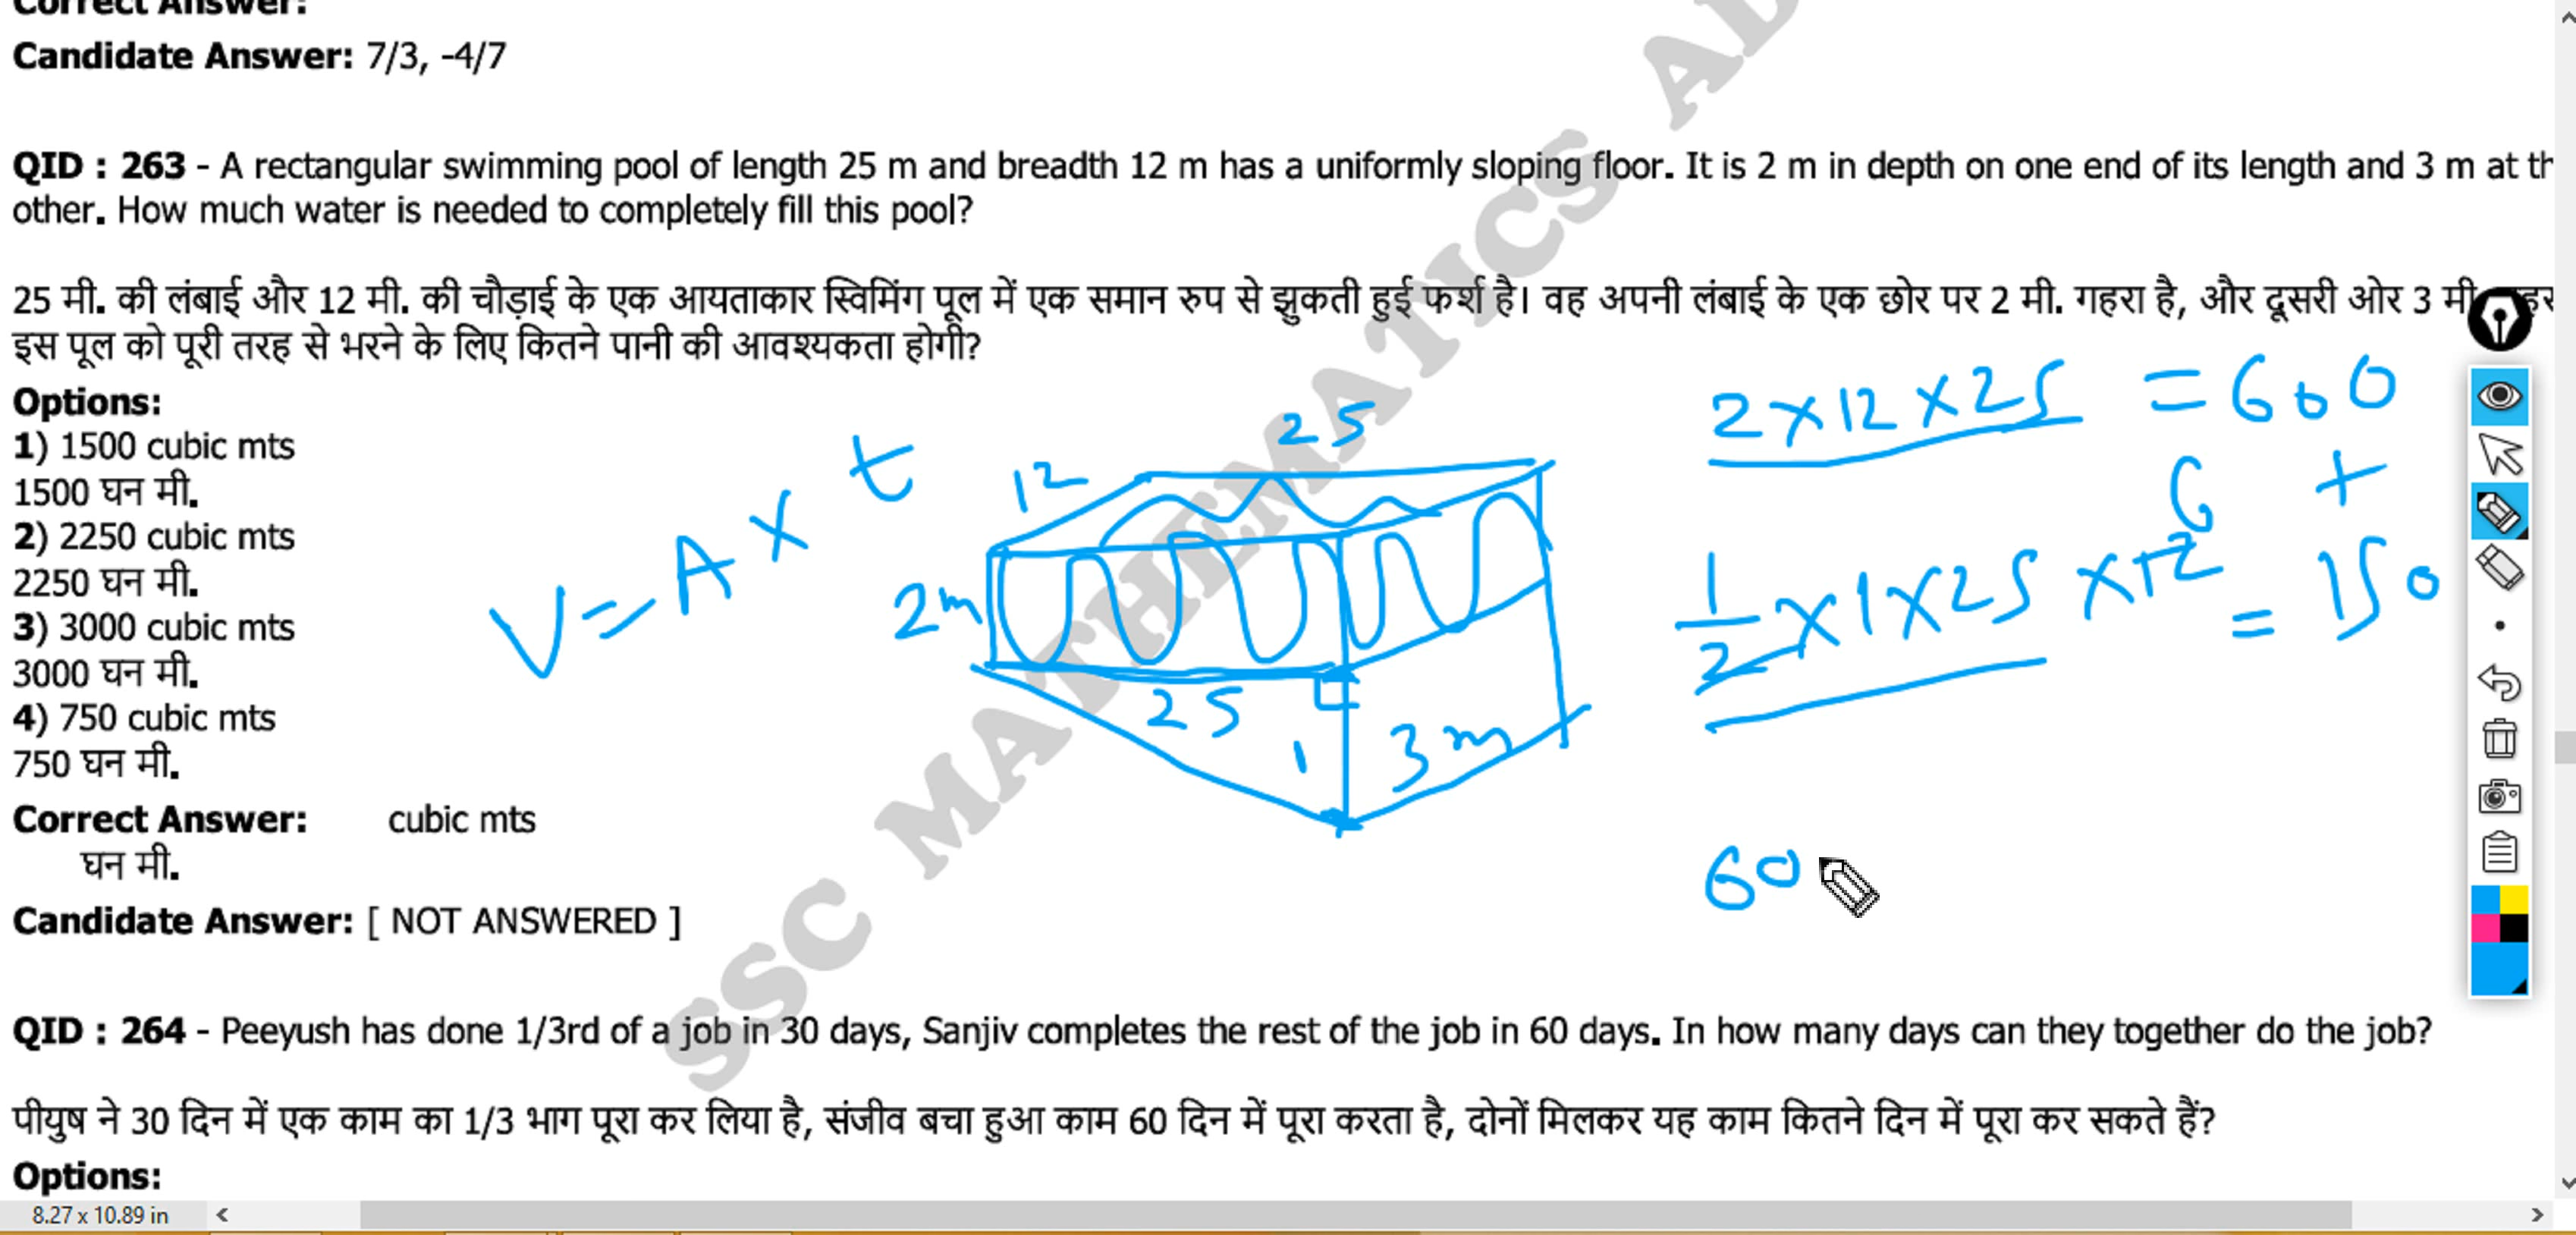 Correct Answer:
Candidate Answer: 7/3, -4/7
QID : 263 - A rectangular swimming pool of length 25 m and breadth 12 m has a uniformly sloping floor. It is 2 m in depth on one end of its length and 3 m at th
other. How much water is needed to completely fill this pool?
25 मी. की लंबाई और 12 मी. की चौड़ाई के एक आयताकार स्विमिंग पूल में एक समान रुप से झुकती हुई फर्श है। वह अपनी लंबाई के एक छोर पर 2 मी. गहरा है, और दूसरी ओर 3 मी
इस पूल को पूरी तरह से भरने के लिए कितने पानी की आवश्यकता होगी?
Options:
1) 1500 cubic mts
1500 घन मी.
2) 2250 cubic mts
2250 घन मी.
3) 3000 cubic mts
3000 घन मी.
4) 750 cubic mts
750 घन मी.
Correct Answer: cubic mts
घन मी.
Candidate Answer: [ NOT ANSWERED ]
V = A x t
12
25
2m
25
1
3m
2 x 12 x 25 = 600
6 +
1/2 x 1 x 25 x 12 = 150
60
SSC MATHEMATICS
QID : 264 - Peeyush has done 1/3rd of a job in 30 days, Sanjiv completes the rest of the job in 60 days. In how many days can they together do the job?
पीयुष ने 30 दिन में एक काम का 1/3 भाग पूरा कर लिया है, संजीव बचा हुआ काम 60 दिन में पूरा करता है, दोनों मिलकर यह काम कितने दिन में पूरा कर सकते हैं?
Options:
8.27 x 10.89 in